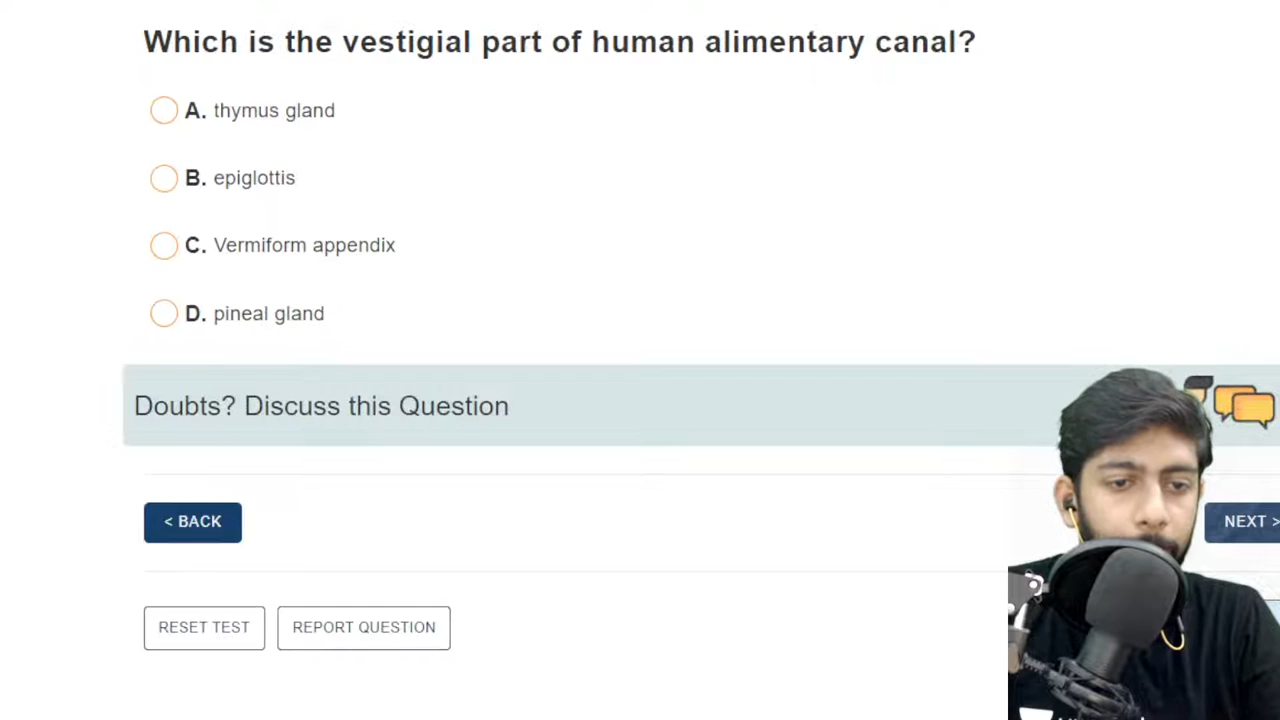 Which is the vestigial part of human alimentary canal?
A. thymus gland
B. epiglottis
C. Vermiform appendix
D. pineal gland
Doubts? Discuss this Question
< BACK
NEXT >
RESET TEST
REPORT QUESTION